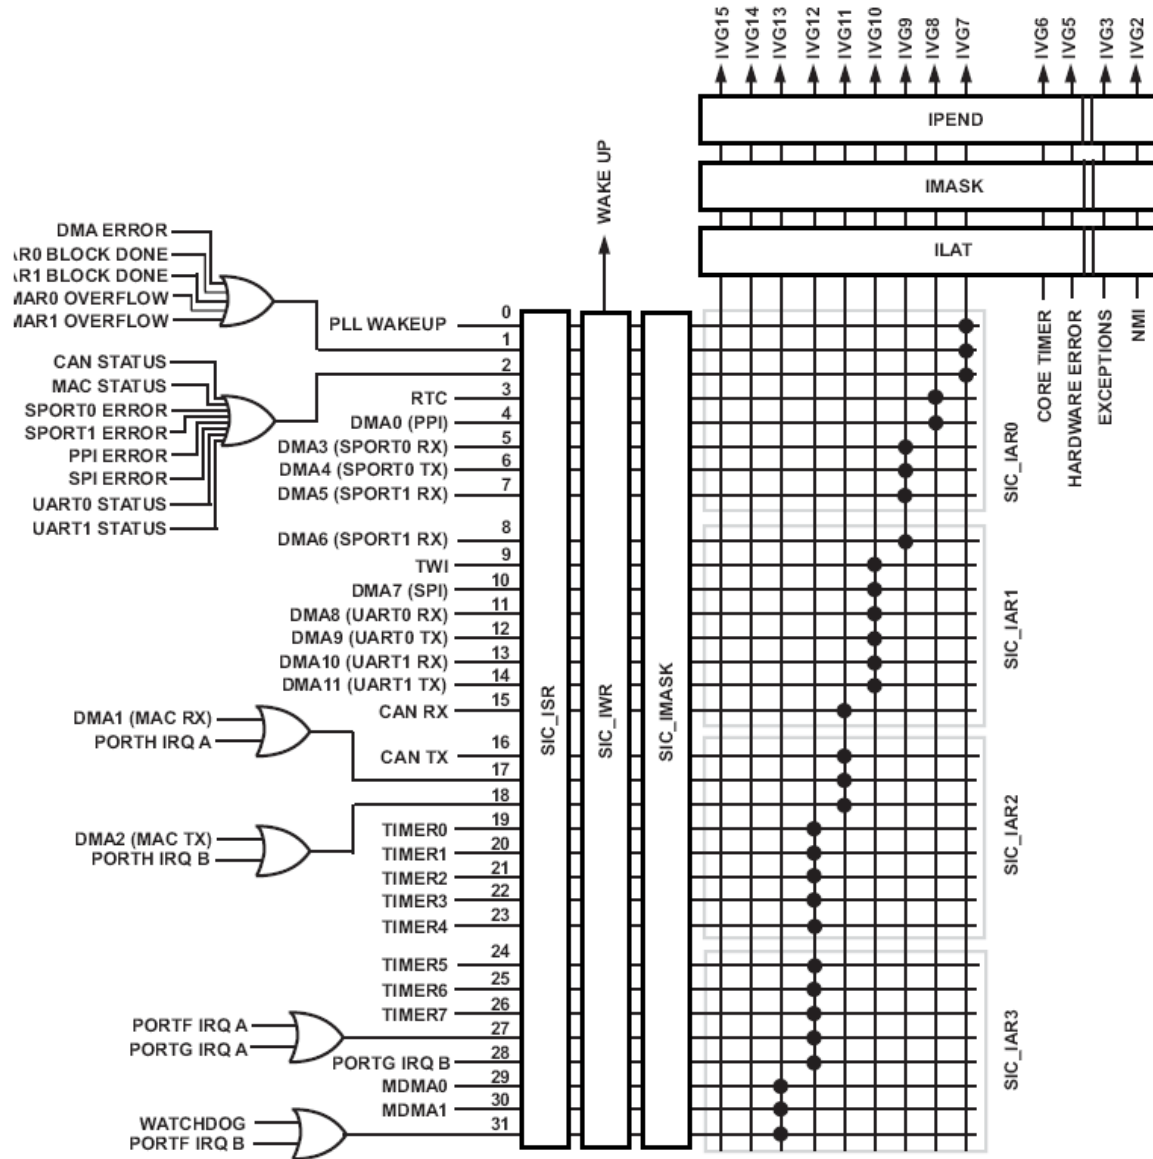 IVG15
IVG14
IVG13
IVG12
IVG11
IVG10
IVG9
IVG8
IVG7
IVG6
IVG5
IVG3
IVG2
IPEND
IMASK
ILAT
WAKE UP
CORE TIMER
HARDWARE ERROR
EXCEPTIONS
NMI
DMA ERROR
AR0 BLOCK DONE
AR1 BLOCK DONE
MAR0 OVERFLOW
MAR1 OVERFLOW
CAN STATUS
MAC STATUS
SPORT0 ERROR
SPORT1 ERROR
PPI ERROR
SPI ERROR
UART0 STATUS
UART1 STATUS
PLL WAKEUP 0
1
2
RTC 3
DMA0 (PPI) 4
DMA3 (SPORT0 RX) 5
DMA4 (SPORT0 TX) 6
DMA5 (SPORT1 RX) 7
DMA6 (SPORT1 RX) 8
TWI 9
DMA7 (SPI) 10
DMA8 (UART0 RX) 11
DMA9 (UART0 TX) 12
DMA10 (UART1 RX) 13
DMA11 (UART1 TX) 14
CAN RX 15
DMA1 (MAC RX)
PORTH IRQ A
CAN TX 16
17
18
DMA2 (MAC TX)
PORTH IRQ B
TIMER0 19
TIMER1 20
TIMER2 21
TIMER3 22
TIMER4 23
TIMER5 24
TIMER6 25
TIMER7 26
PORTF IRQ A
PORTG IRQ A
27
PORTG IRQ B 28
MDMA0 29
MDMA1 30
WATCHDOG
PORTF IRQ B
31
SIC_ISR
SIC_IWR
SIC_IMASK
SIC_IAR0
SIC_IAR1
SIC_IAR2
SIC_IAR3